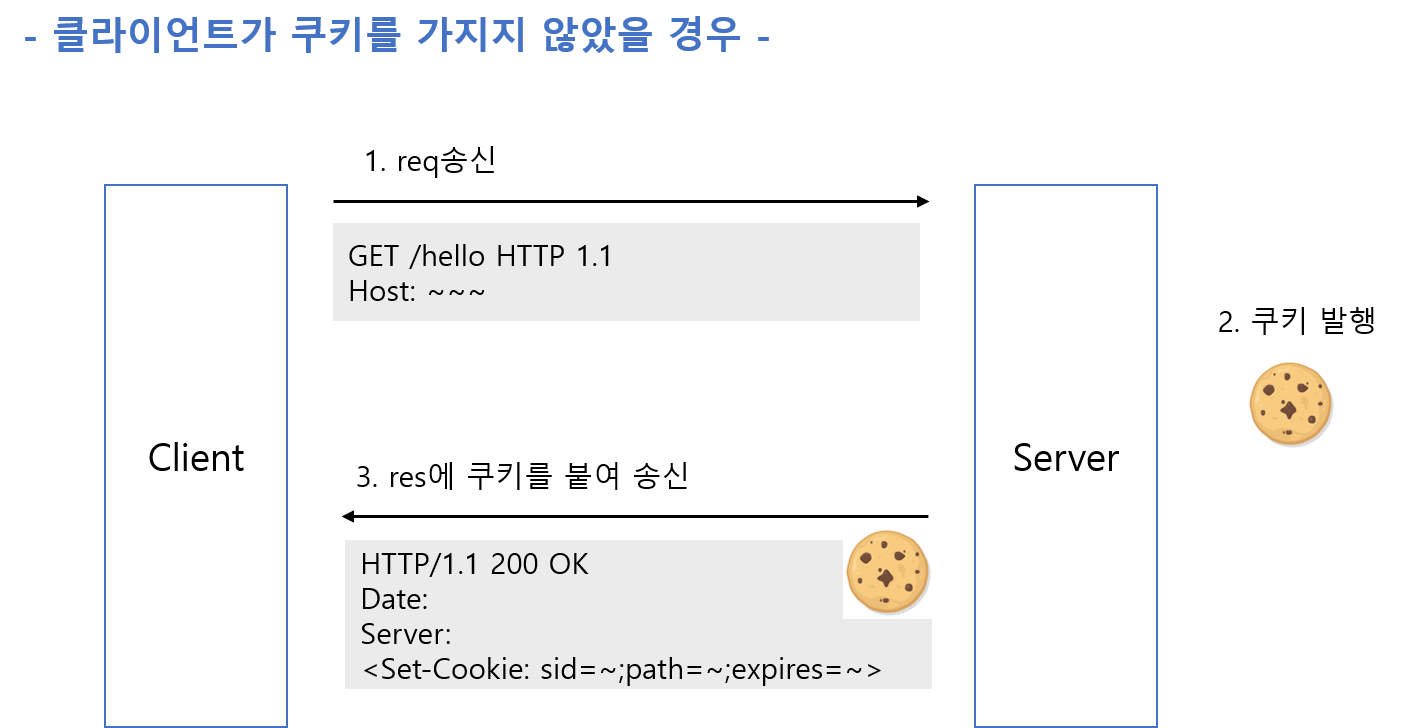 - 클라이언트가 쿠키를 가지지 않았을 경우 -
1. req송신
GET /hello HTTP 1.1
Host: ~~~
2. 쿠키 발행
Client
Server
3. res에 쿠키를 붙여 송신
HTTP/1.1 200 OK
Date:
Server:
<Set-Cookie: sid=~;path=~;expires=~>